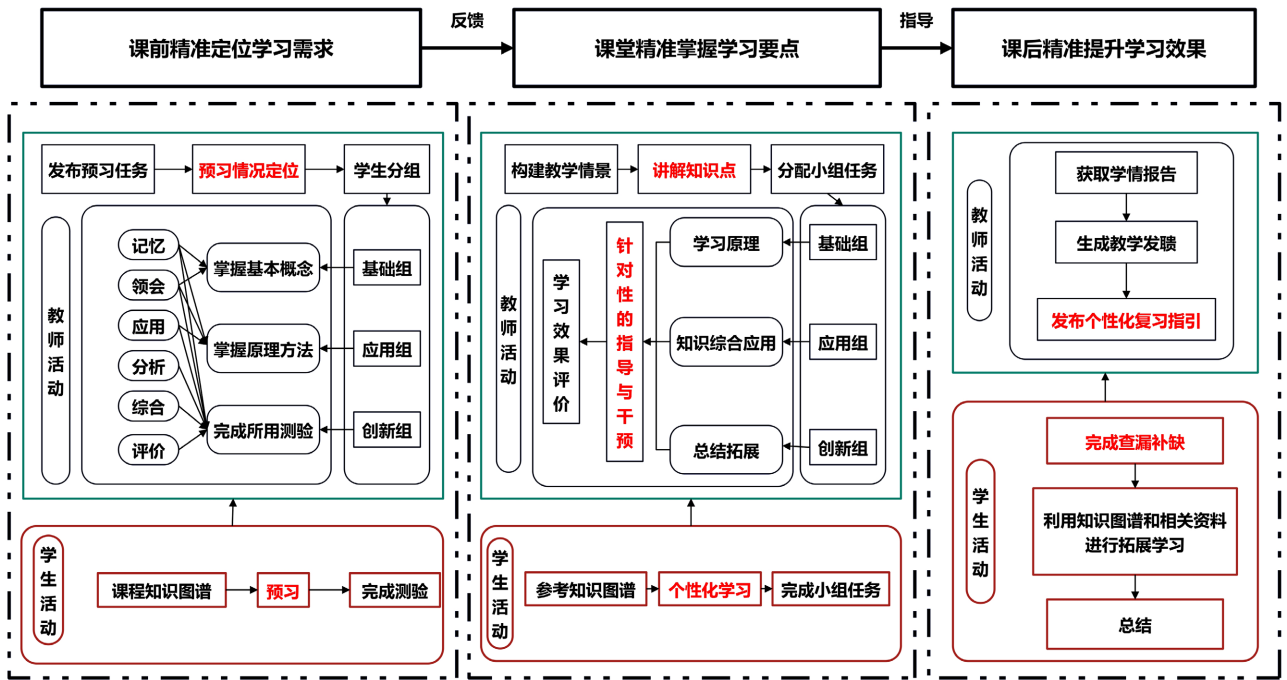 课前精准定位学习需求
反馈
课堂精准掌握学习要点
指导
课后精准提升学习效果
发布预习任务
预习情况定位
学生分组
教师活动
记忆
领会
应用
分析
综合
评价
掌握基本概念
掌握原理方法
完成所用测验
基础组
应用组
创新组
学生活动
课程知识图谱
预习
完成测验
构建教学情景
讲解知识点
分配小组任务
教师活动
学习效果评价
针对性的指导与干预
学习原理
知识综合应用
总结拓展
基础组
应用组
创新组
学生活动
参考知识图谱
个性化学习
完成小组任务
教师活动
获取学情报告
生成教学发聩
发布个性化复习指引
学生活动
完成查漏补缺
利用知识图谱和相关资料
进行拓展学习
总结